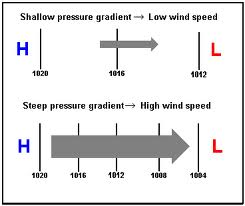 Shallow pressure gradient → Low wind speed
H L
1020 1016 1012
Steep pressure gradient → High wind speed
H L
1020 1016 1012 1008 1004